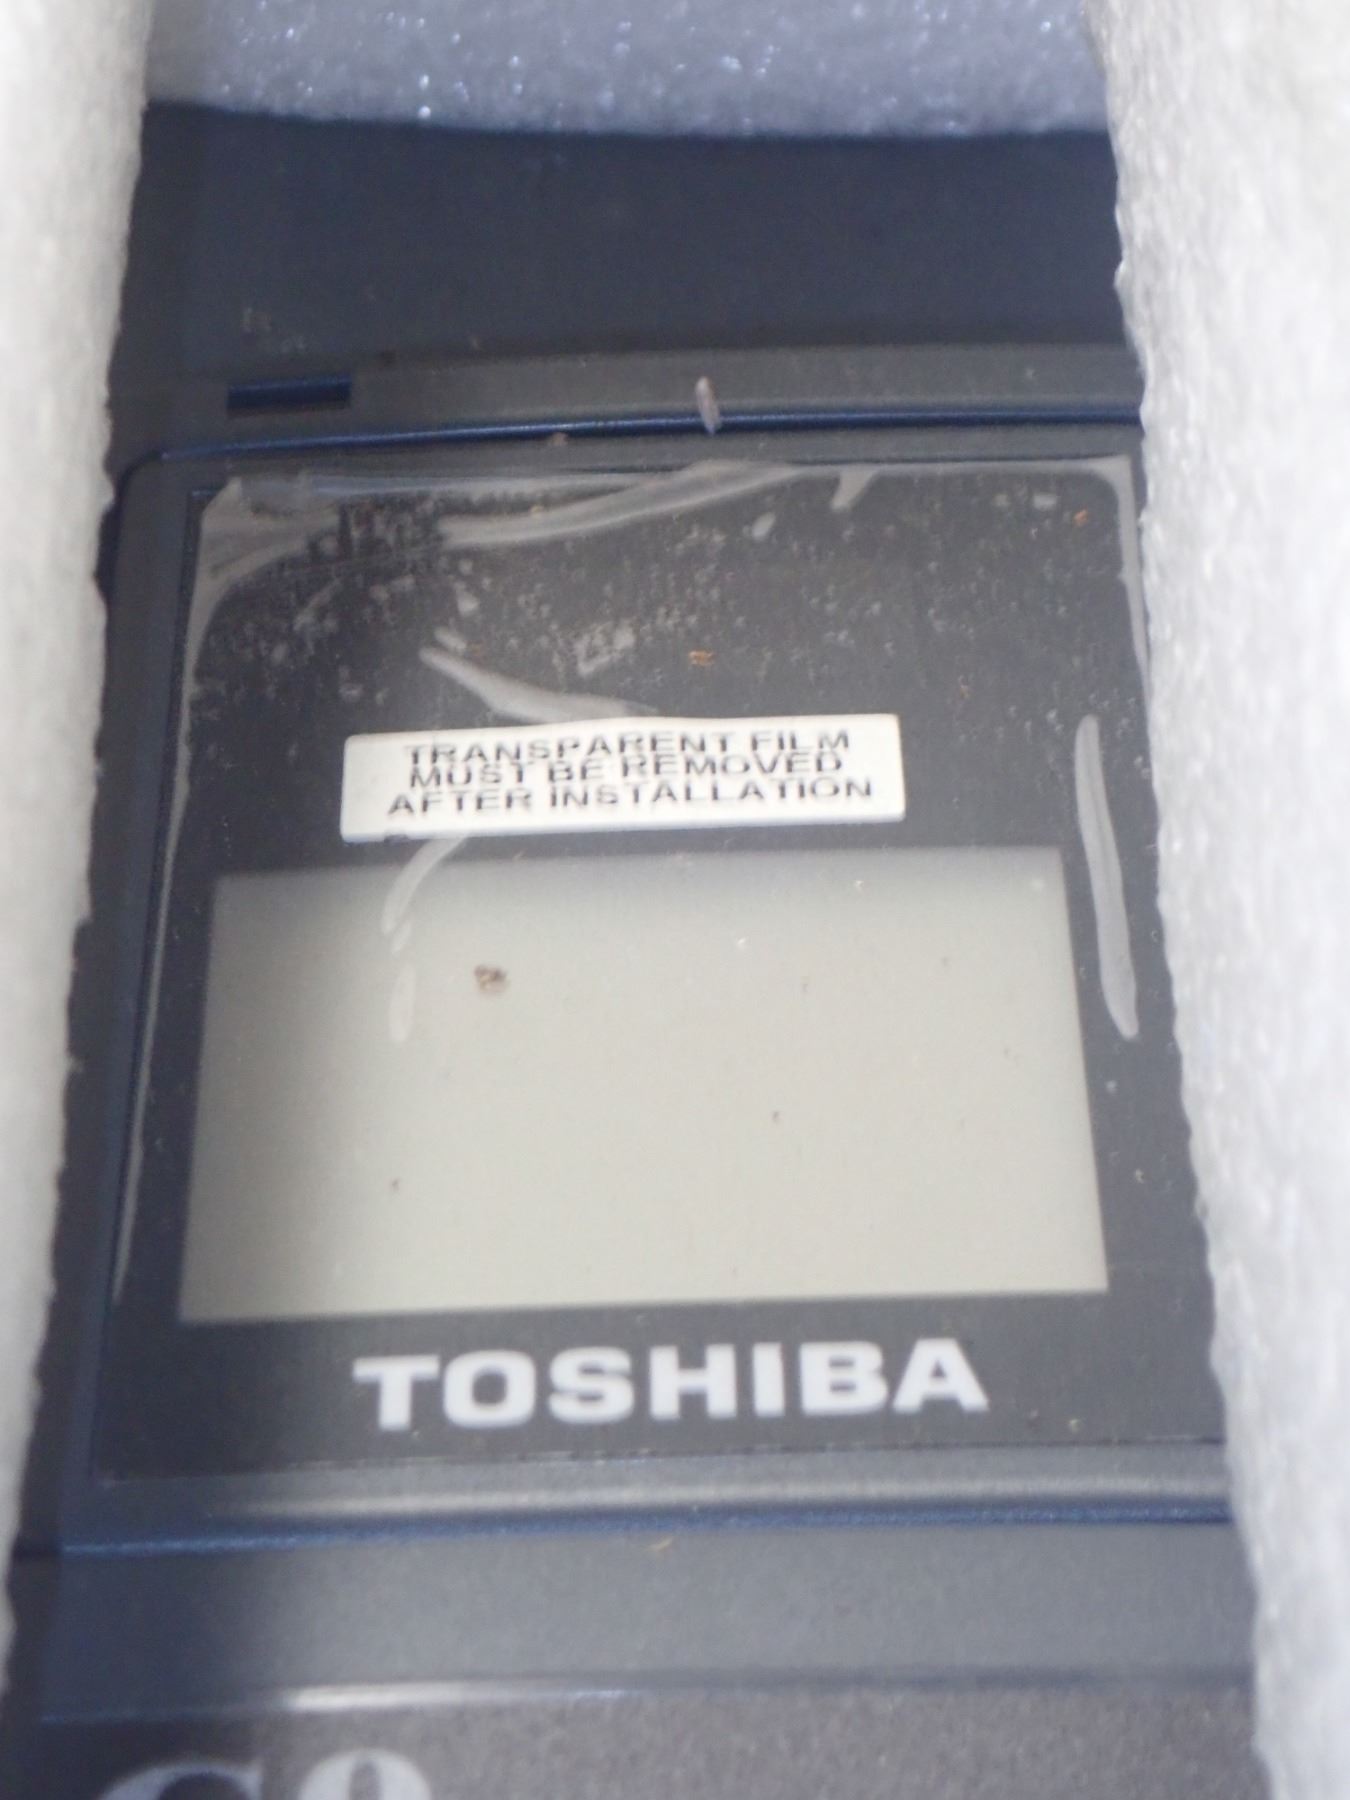 TRANSPARENT FILM
MUST BE REMOVED
AFTER INSTALLATION
TOSHIBA